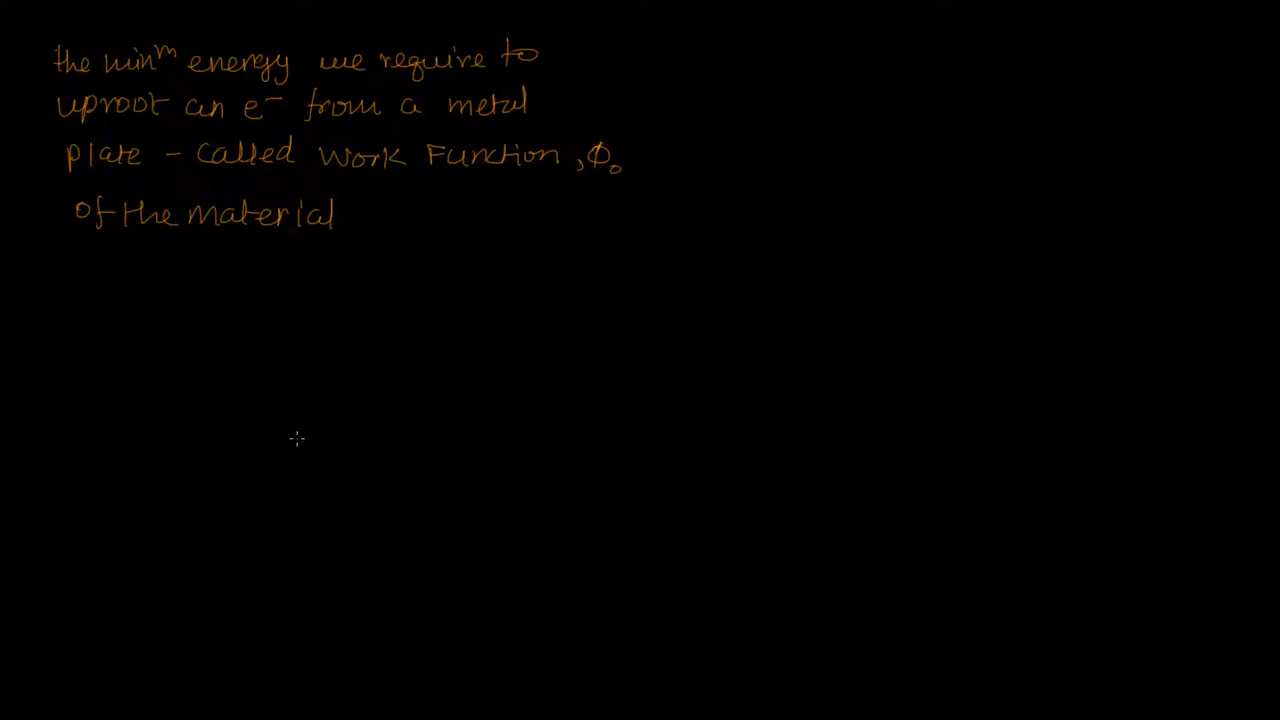 the minᵐ energy we require to
uproot an e⁻ from a metal
plate - called Work Function, Φ₀
of the material